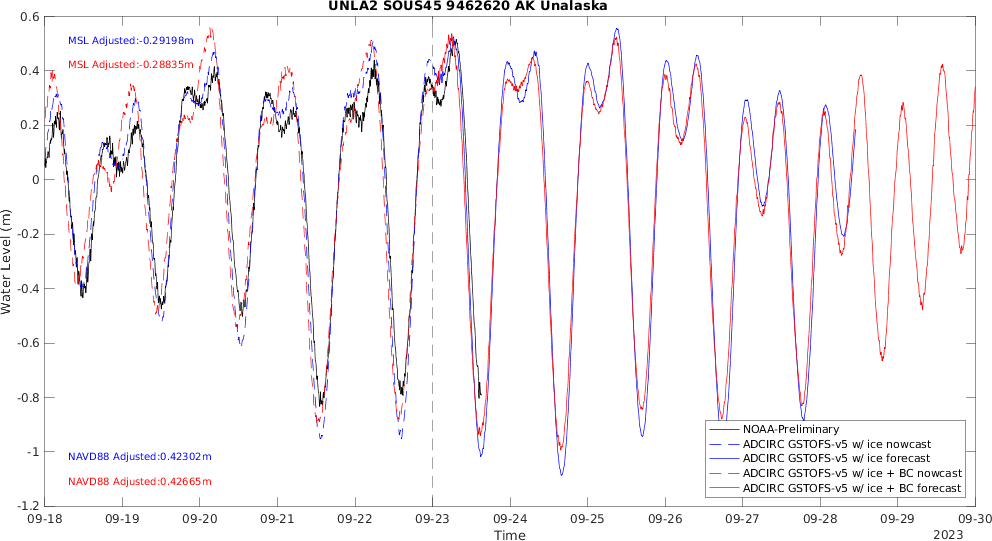 UNLA2 SOUS45 9462620 AK Unalaska
0.6
0.4
0.2
0
-0.2
-0.4
-0.6
-0.8
-1
-1.2
Water Level (m)
MSL Adjusted:-0.29198m
MSL Adjusted:-0.28835m
NAVD88 Adjusted:0.42302m
NAVD88 Adjusted:0.42665m
NOAA-Preliminary
ADCIRC GSTOFS-v5 w/ ice nowcast
ADCIRC GSTOFS-v5 w/ ice forecast
ADCIRC GSTOFS-v5 w/ ice + BC nowcast
ADCIRC GSTOFS-v5 w/ ice + BC forecast
09-18 09-19 09-20 09-21 09-22 09-23 09-24 09-25 09-26 09-27 09-28 09-29 09-30
Time
2023